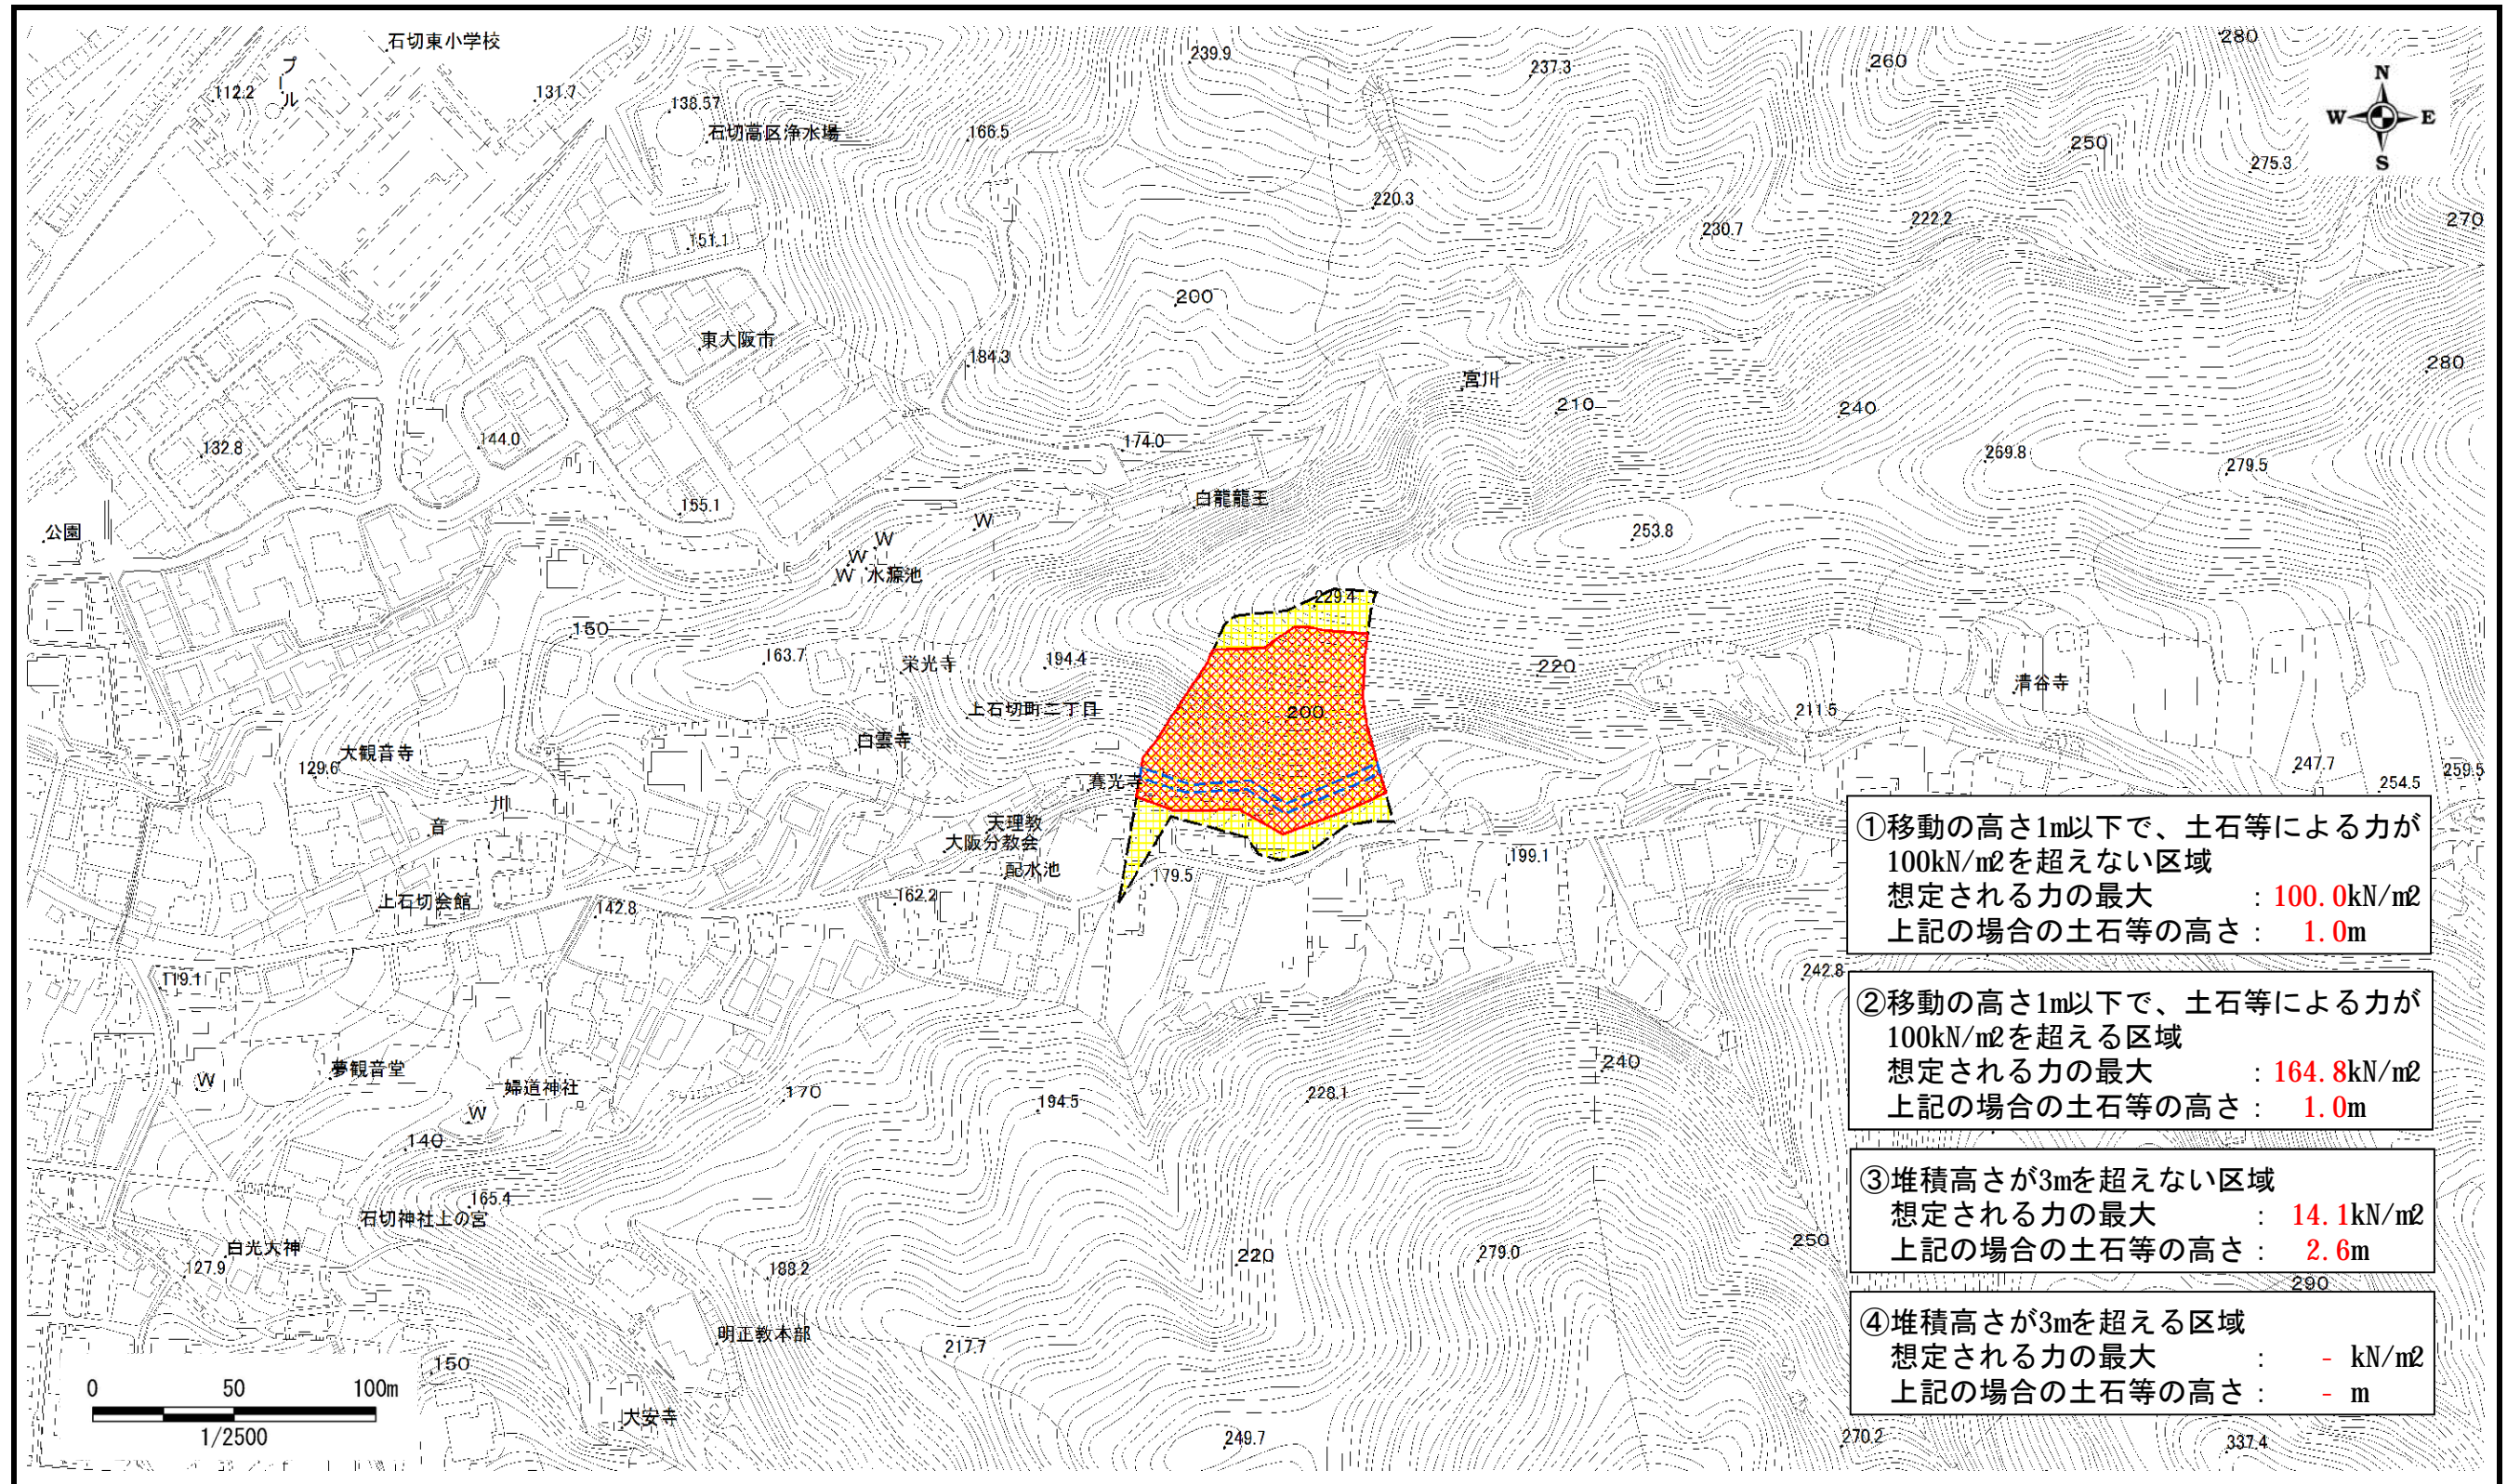 石切東小学校
プール
112.2
131.7
138.57
石切高区浄水場
166.5
239.9
237.3
260
280
N
W
E
S
250
275.3
220.3
222.2
230.7
270
151.1
200
東大阪市
184.3
宮川
210
240
280
132.8
144.0
174.0
269.8
279.5
155.1
白龍龍王
公園
W
W
W
W
水源池
253.8
229.4
150
163.7
栄光寺
194.4
220
清谷寺
上石切町二丁目
200
211.5
白雲寺
大観音寺
129.6
247.7
254.5
259.5
川
音
天理教
大阪分教会
配水池
179.5
199.1
上石切会館
142.8
162.2
①移動の高さ1m以下で、土石等による力が
100kN/m2を超えない区域
想定される力の最大 : 100.0kN/m2
上記の場合の土石等の高さ : 1.0m
119.1
242.8
②移動の高さ1m以下で、土石等による力が
100kN/m2を超える区域
想定される力の最大 : 164.8kN/m2
上記の場合の土石等の高さ : 1.0m
夢観音堂
W
婦道神社
W
170
194.5
228.1
240
140
165.4
石切神社上の宮
③堆積高さが3mを超えない区域
想定される力の最大 : 14.1kN/m2
上記の場合の土石等の高さ : 2.6m
白光大神
127.9
188.2
220
279.0
250
290
④堆積高さが3mを超える区域
想定される力の最大 : - kN/m2
上記の場合の土石等の高さ : - m
明正教本部
217.7
150
0 50 100m
1/2500
大安寺
249.7
270.2
337.4